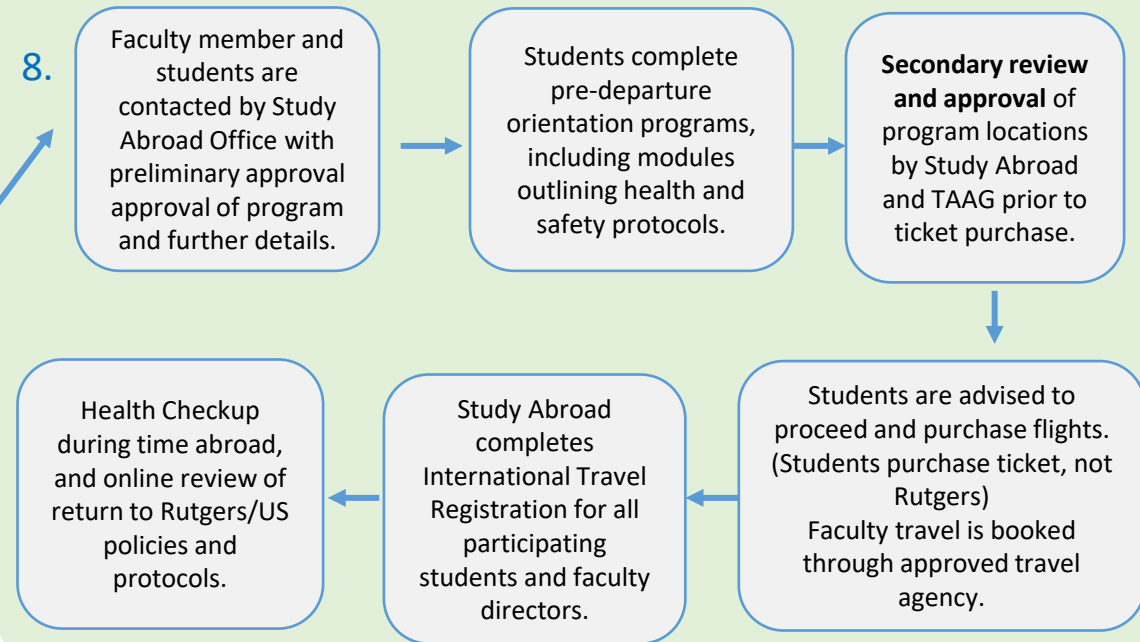 8.
Faculty member and
students are
contacted by Study
Abroad Office with
preliminary approval
approval of program
and further details.
Students complete
pre-departure
orientation programs,
including modules
outlining health and
safety protocols.
Secondary review
and approval of
program locations
by Study Abroad
and TAAG prior to
ticket purchase.
Students are advised to
proceed and purchase flights.
(Students purchase ticket, not
Rutgers)
Faculty travel is booked
through approved travel
agency.
Study Abroad
completes
International Travel
Registration for all
participating
students and faculty
directors.
Health Checkup
during time abroad,
and online review of
return to Rutgers/US
policies and
protocols.